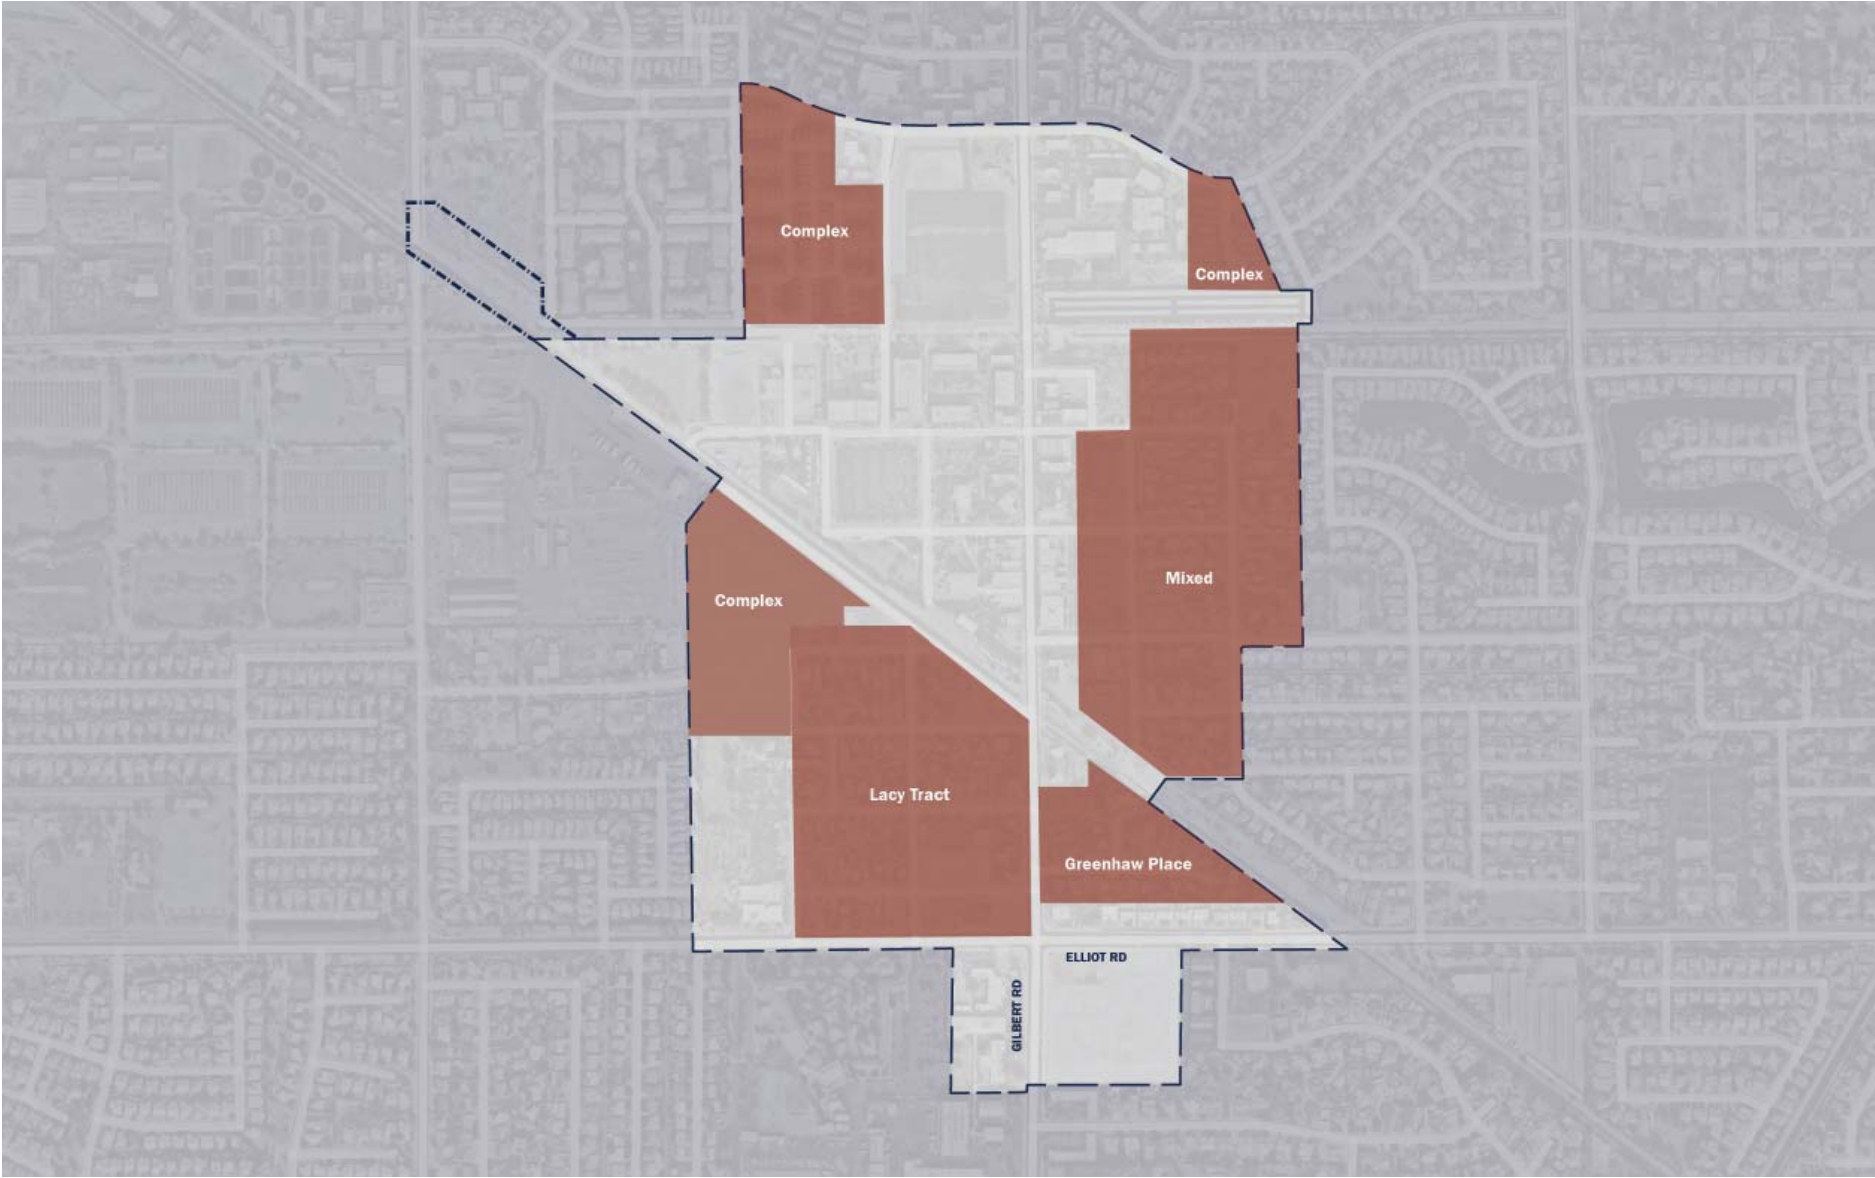 Complex
Complex
Mixed
Complex
Lacy Tract
Greenhaw Place
ELLIOT RD
GILBERT RD